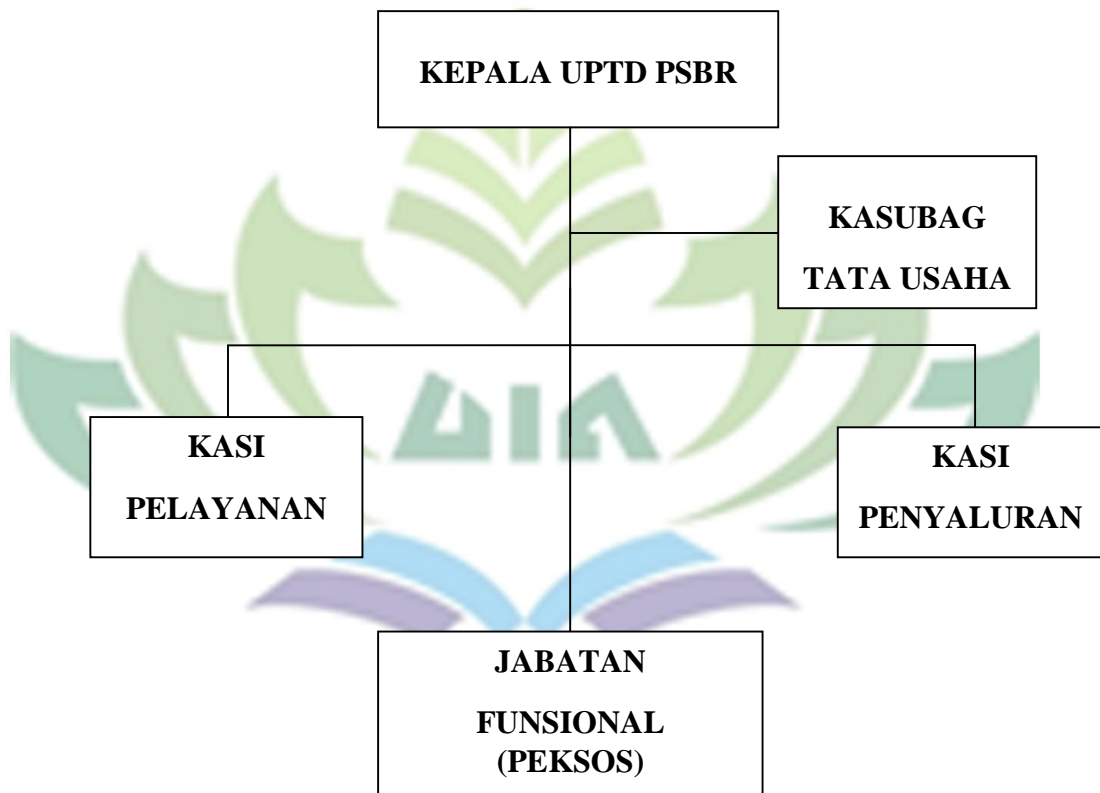 KEPALA UPTD PSBR
KASUBAG
TATA USAHA
KASI
PELAYANAN
KASI
PENYALURAN
JABATAN
FUNSIONAL
(PEKSOS)